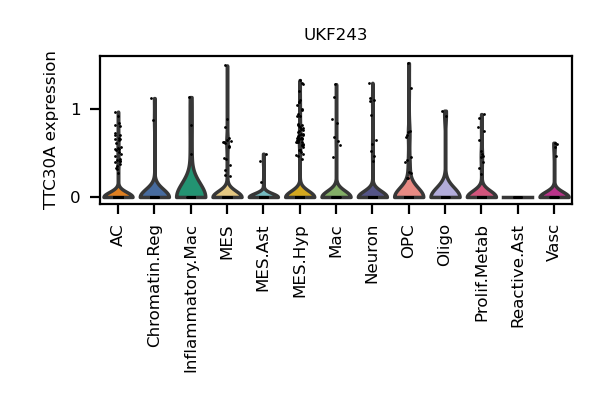 UKF243
TTC30A expression
1
0
AC
Chromatin.Reg
Inflammatory.Mac
MES
MES.Ast
MES.Hyp
Mac
Neuron
OPC
Oligo
Prolif.Metab
Reactive.Ast
Vasc